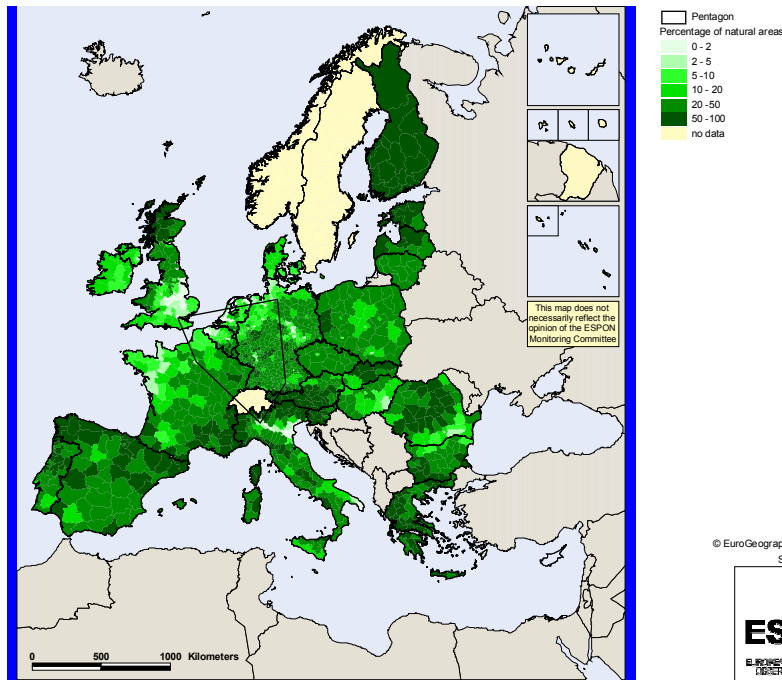 Pentagon
Percentage of natural areas
0 - 2
2 - 5
5 -10
10 - 20
20 -50
50 -100
no data
This map does not
necessarily reflect the
opinion of the ESPON
Monitoring Committee
© EuroGeograp
S
ES
0 500 1000 Kilometers